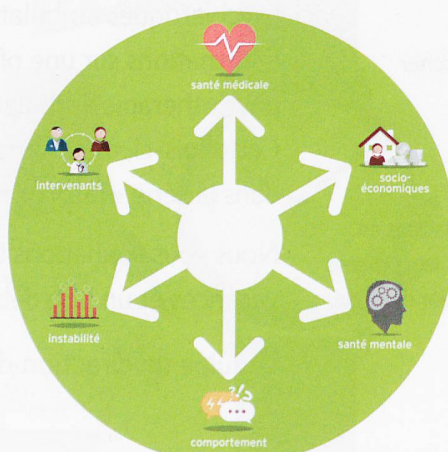 santé médicale
intervenants
socio-
économiques
instabilité
santé mentale
?!;
comportement